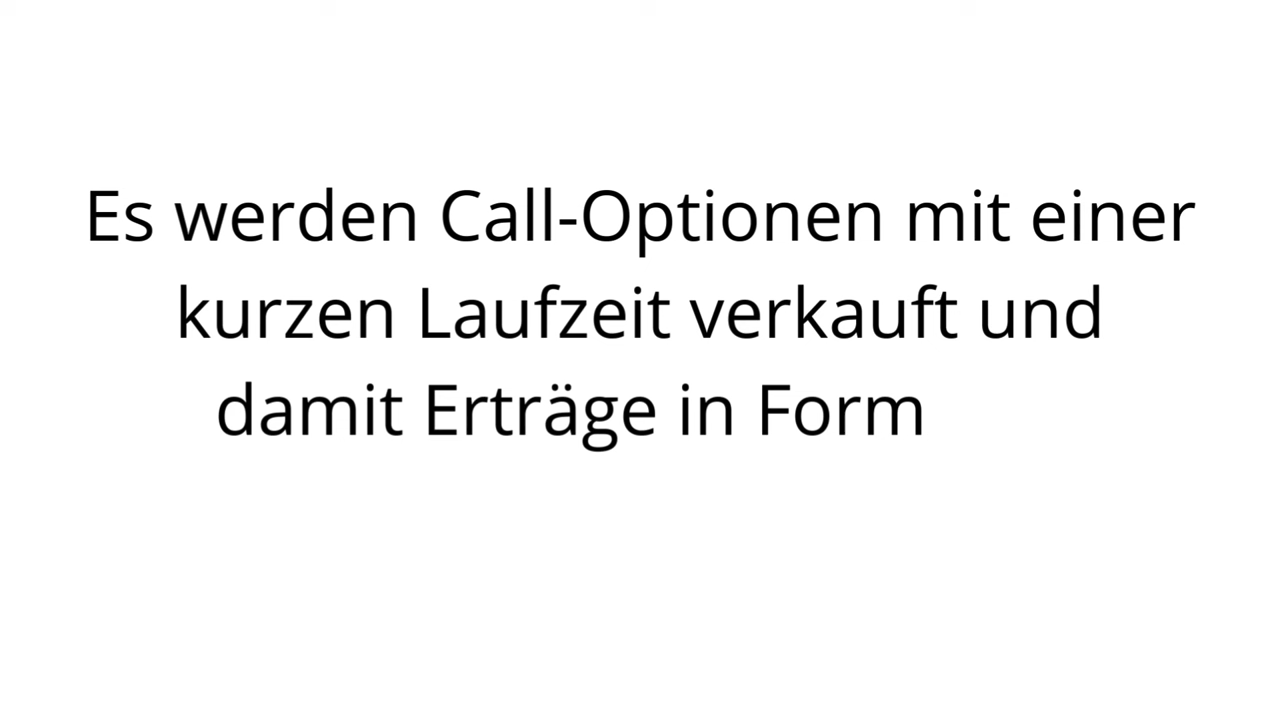 Es werden Call-Optionen mit einer
kurzen Laufzeit verkauft und
damit Erträge in Form